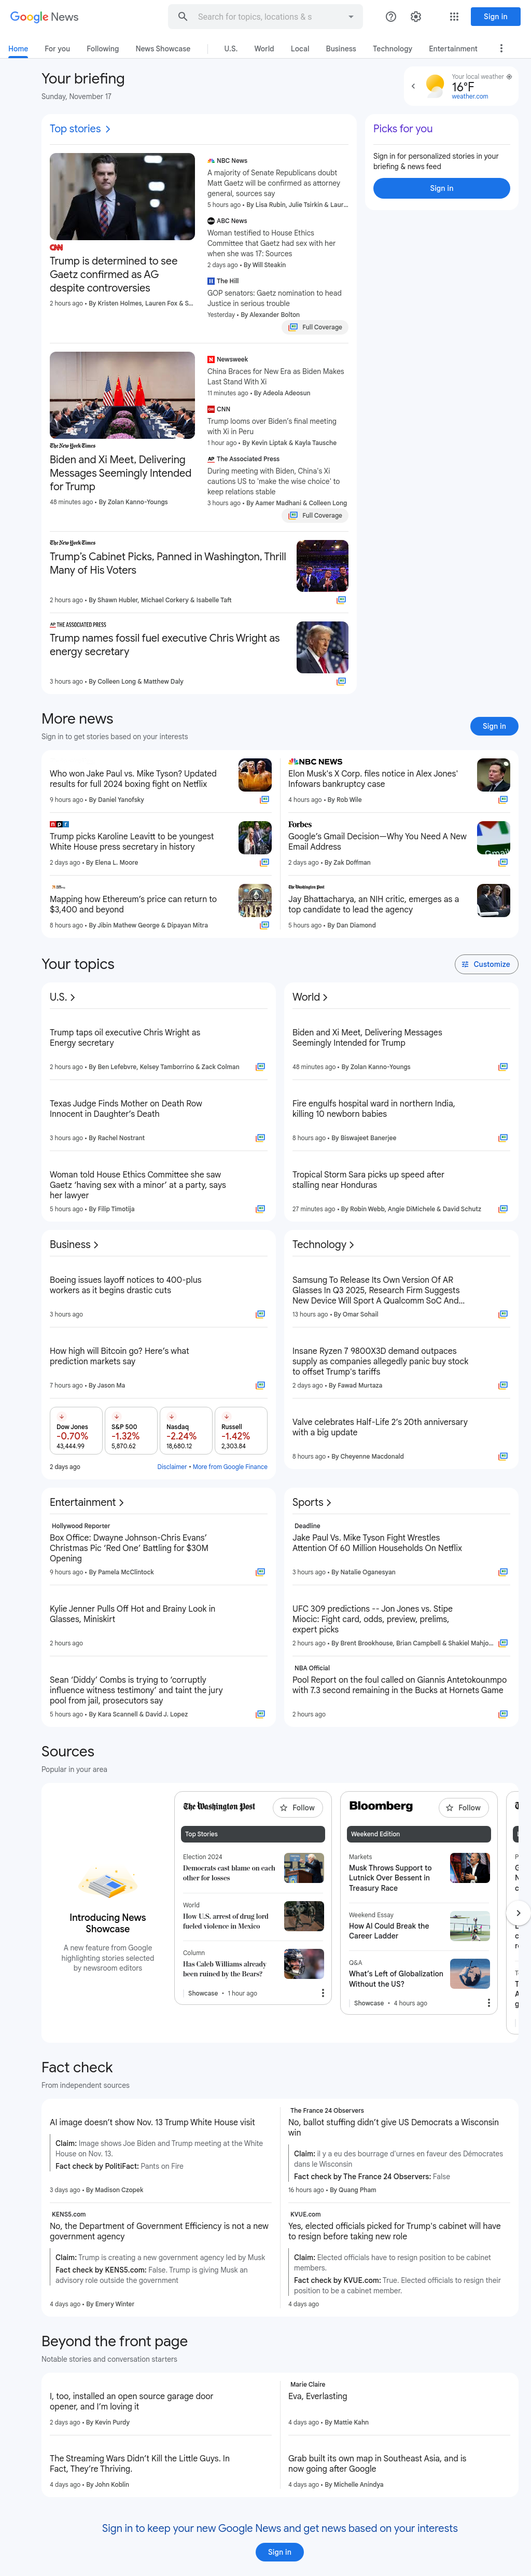 Google News
Search for topics, locations & s
Sign in
Home
For you
Following
News Showcase
U.S.
World
Local
Business
Technology
Entertainment
Your briefing
Sunday, November 17
Your local weather
16°F
weather.com
Top stories
CNN
Trump is determined to see
Gaetz confirmed as AG
despite controversies
2 hours ago • By Kristen Holmes, Lauren Fox & S...
NBC News
A majority of Senate Republicans doubt
Matt Gaetz will be confirmed as attorney
general, sources say
5 hours ago • By Lisa Rubin, Julie Tsirkin & Laur...
ABC News
Woman testified to House Ethics
Committee that Gaetz had sex with her
when she was 17: Sources
2 days ago • By Will Steakin
The Hill
GOP senators: Gaetz nomination to head
Justice in serious trouble
Yesterday • By Alexander Bolton
Full Coverage
Picks for you
Sign in for personalized stories in your
briefing & news feed
Sign in
The New York Times
Biden and Xi Meet, Delivering
Messages Seemingly Intended
for Trump
48 minutes ago • By Zolan Kanno-Youngs
Newsweek
China Braces for New Era as Biden Makes
Last Stand With Xi
11 minutes ago • By Adeola Adeosun
CNN
Trump looms over Biden's final meeting
with Xi in Peru
1 hour ago • By Kevin Liptak & Kayla Tausche
The Associated Press
During meeting with Biden, China's Xi
cautions US to 'make the wise choice' to
keep relations stable
3 hours ago • By Aamer Madhani & Colleen Long
Full Coverage
The New York Times
Trump's Cabinet Picks, Panned in Washington, Thrill
Many of His Voters
2 hours ago • By Shawn Hubler, Michael Corkery & Isabelle Taft
AP THE ASSOCIATED PRESS
Trump names fossil fuel executive Chris Wright as
energy secretary
3 hours ago • By Colleen Long & Matthew Daly
More news
Sign in to get stories based on your interests
Sign in
Who won Jake Paul vs. Mike Tyson? Updated
results for full 2024 boxing fight on Netflix
9 hours ago • By Daniel Yanofsky
NBC NEWS
Elon Musk's X Corp. files notice in Alex Jones'
Infowars bankruptcy case
4 hours ago • By Rob Wile
npr
Trump picks Karoline Leavitt to be youngest
White House press secretary in history
2 days ago • By Elena L. Moore
Forbes
Google's Gmail Decision—Why You Need A New
Email Address
2 days ago • By Zak Doffman
Gmail
Mapping how Ethereum's price can return to
$3,400 and beyond
8 hours ago • By Jibin Mathew George & Dipayan Mitra
The Washington Post
Jay Bhattacharya, an NIH critic, emerges as a
top candidate to lead the agency
5 hours ago • By Dan Diamond
Your topics
Customize
U.S.
Trump taps oil executive Chris Wright as
Energy secretary
2 hours ago • By Ben Lefebvre, Kelsey Tamborrino & Zack Colman
Texas Judge Finds Mother on Death Row
Innocent in Daughter's Death
3 hours ago • By Rachel Nostrant
Woman told House Ethics Committee she saw
Gaetz 'having sex with a minor' at a party, says
her lawyer
5 hours ago • By Filip Timotija
World
Biden and Xi Meet, Delivering Messages
Seemingly Intended for Trump
48 minutes ago • By Zolan Kanno-Youngs
Fire engulfs hospital ward in northern India,
killing 10 newborn babies
8 hours ago • By Biswajeet Banerjee
Tropical Storm Sara picks up speed after
stalling near Honduras
27 minutes ago • By Robin Webb, Angie DiMichele & David Schutz
Business
Boeing issues layoff notices to 400-plus
workers as it begins drastic cuts
3 hours ago
How high will Bitcoin go? Here's what
prediction markets say
7 hours ago • By Jason Ma
Dow Jones
-0.70%
43,444.99
S&P 500
-1.32%
5,870.62
Nasdaq
-2.24%
18,680.12
Russell
-1.42%
2,303.84
2 days ago
Disclaimer • More from Google Finance
Technology
Samsung To Release Its Own Version Of AR
Glasses In Q3 2025, Research Firm Suggests
New Device Will Sport A Qualcomm SoC And...
13 hours ago • By Omar Sohail
Insane Ryzen 7 9800X3D demand outpaces
supply as companies allegedly panic buy stock
to offset Trump's tariffs
2 days ago • By Fawad Murtaza
Valve celebrates Half-Life 2's 20th anniversary
with a big update
8 hours ago • By Cheyenne Macdonald
Entertainment
Hollywood Reporter
Box Office: Dwayne Johnson-Chris Evans'
Christmas Pic 'Red One' Battling for $30M
Opening
9 hours ago • By Pamela McClintock
Kylie Jenner Pulls Off Hot and Brainy Look in
Glasses, Miniskirt
2 hours ago
Sean 'Diddy' Combs is trying to 'corruptly
influence witness testimony' and taint the jury
pool from jail, prosecutors say
5 hours ago • By Kara Scannell & David J. Lopez
Sports
Deadline
Jake Paul Vs. Mike Tyson Fight Wrestles
Attention Of 60 Million Households On Netflix
3 hours ago • By Natalie Oganesyan
UFC 309 predictions -- Jon Jones vs. Stipe
Miocic: Fight card, odds, preview, prelims,
expert picks
2 hours ago • By Brent Brookhouse, Brian Campbell & Shakiel Mahjo...
NBA Official
Pool Report on the foul called on Giannis Antetokounmpo
with 7.3 second remaining in the Bucks at Hornets Game
2 hours ago
Sources
Popular in your area
Introducing News
Showcase
A new feature from Google
highlighting stories selected
by newsroom editors
The Washington Post
Follow
Top Stories
Election 2024
Democrats cast blame on each
other for losses
World
How U.S. arrest of drug lord
fueled violence in Mexico
Column
Has Caleb Williams already
been ruined by the Bears?
Showcase • 1 hour ago
Bloomberg
Follow
Weekend Edition
Markets
Musk Throws Support to
Lutnick Over Bessent in
Treasury Race
Weekend Essay
How AI Could Break the
Career Ladder
Q&A
What's Left of Globalization
Without the US?
Showcase • 4 hours ago
Fact check
From independent sources
AI image doesn't show Nov. 13 Trump White House visit
Claim: Image shows Joe Biden and Trump meeting at the White
House on Nov. 13.
Fact check by PolitiFact: Pants on Fire
3 days ago • By Madison Czopek
The France 24 Observers
No, ballot stuffing didn't give US Democrats a Wisconsin
win
Claim: il y a eu des bourrage d'urnes en faveur des Démocrates
dans le Wisconsin
Fact check by The France 24 Observers: False
16 hours ago • By Quang Pham
KENS5.com
No, the Department of Government Efficiency is not a new
government agency
Claim: Trump is creating a new government agency led by Musk
Fact check by KENS5.com: False. Trump is giving Musk an
advisory role outside the government
4 days ago • By Emery Winter
KVUE.com
Yes, elected officials picked for Trump's cabinet will have
to resign before taking new role
Claim: Elected officials have to resign position to be cabinet
members.
Fact check by KVUE.com: True. Elected officials to resign their
position to be a cabinet member.
4 days ago
Beyond the front page
Notable stories and conversation starters
I, too, installed an open source garage door
opener, and I'm loving it
2 days ago • By Kevin Purdy
Marie Claire
Eva, Everlasting
4 days ago • By Mattie Kahn
The Streaming Wars Didn't Kill the Little Guys. In
Fact, They're Thriving.
4 days ago • By John Koblin
Grab built its own map in Southeast Asia, and is
now going after Google
4 days ago • By Michelle Anindya
Sign in to keep your new Google News and get news based on your interests
Sign in